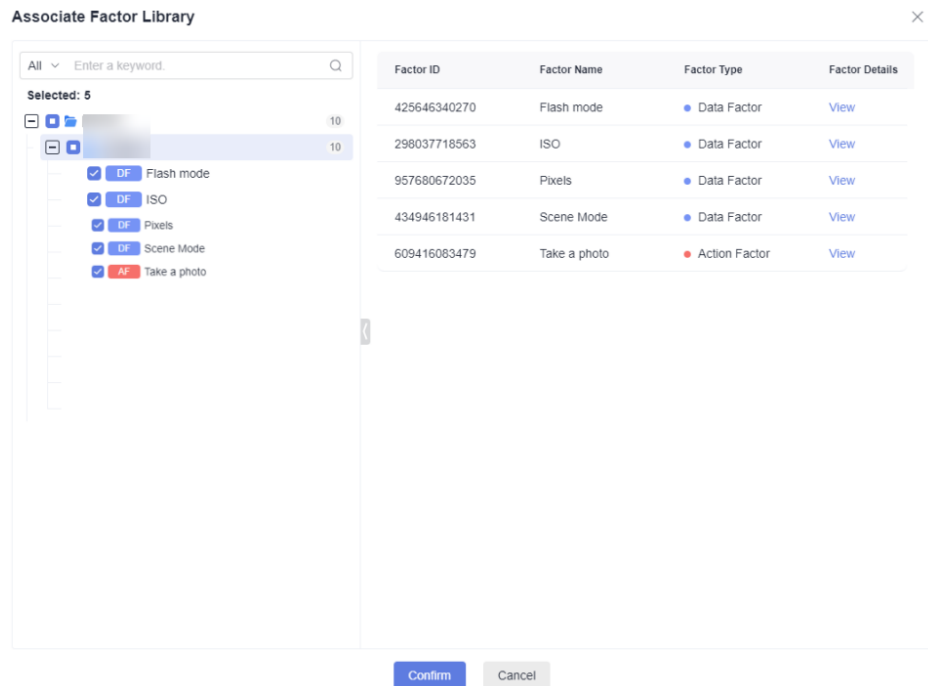 Associate Factor Library
All Enter a keyword.
Selected: 5
10
10
DF Flash mode
DF ISO
DF Pixels
DF Scene Mode
AF Take a photo
Factor ID Factor Name Factor Type Factor Details
425646340270 Flash mode Data Factor View
298037718563 ISO Data Factor View
957680672035 Pixels Data Factor View
434946181431 Scene Mode Data Factor View
609416083479 Take a photo Action Factor View
Confirm Cancel